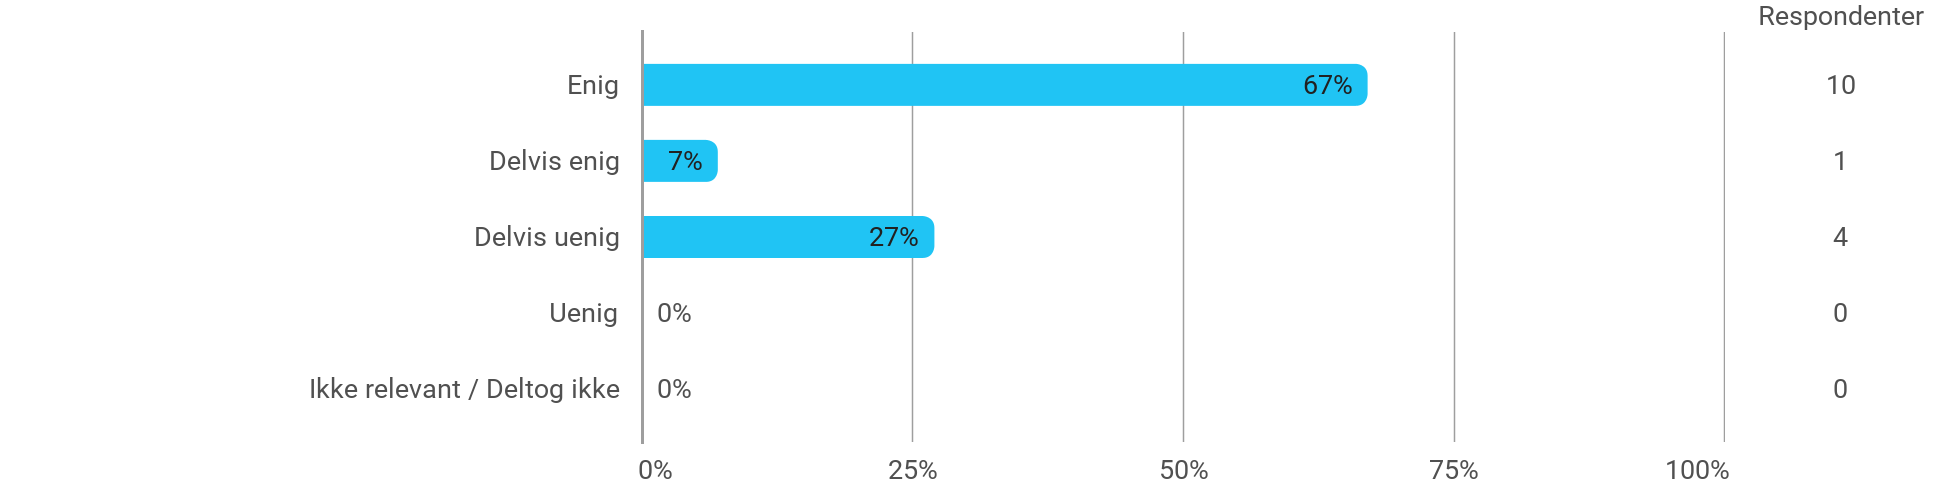 Respondenter
Enig 67% 10
Delvis enig 7% 1
Delvis uenig 27% 4
Uenig 0% 0
Ikke relevant / Deltog ikke 0% 0
0% 25% 50% 75% 100%